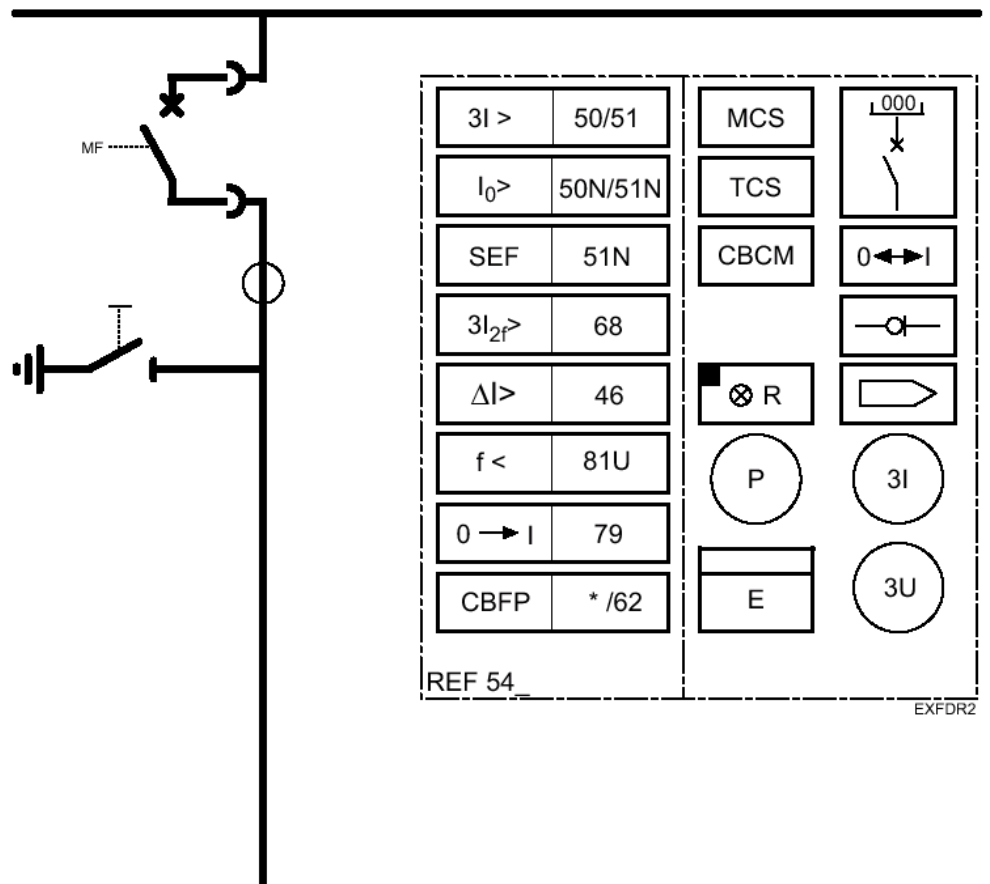 MF
3I > 50/51
I₀> 50N/51N
SEF 51N
3I₂f> 68
ΔI> 46
f < 81U
0 → I 79
CBFP * /62
REF 54_
MCS
TCS
CBCM
R
P
E
000
0↔I
3I
3U
EXFDR2